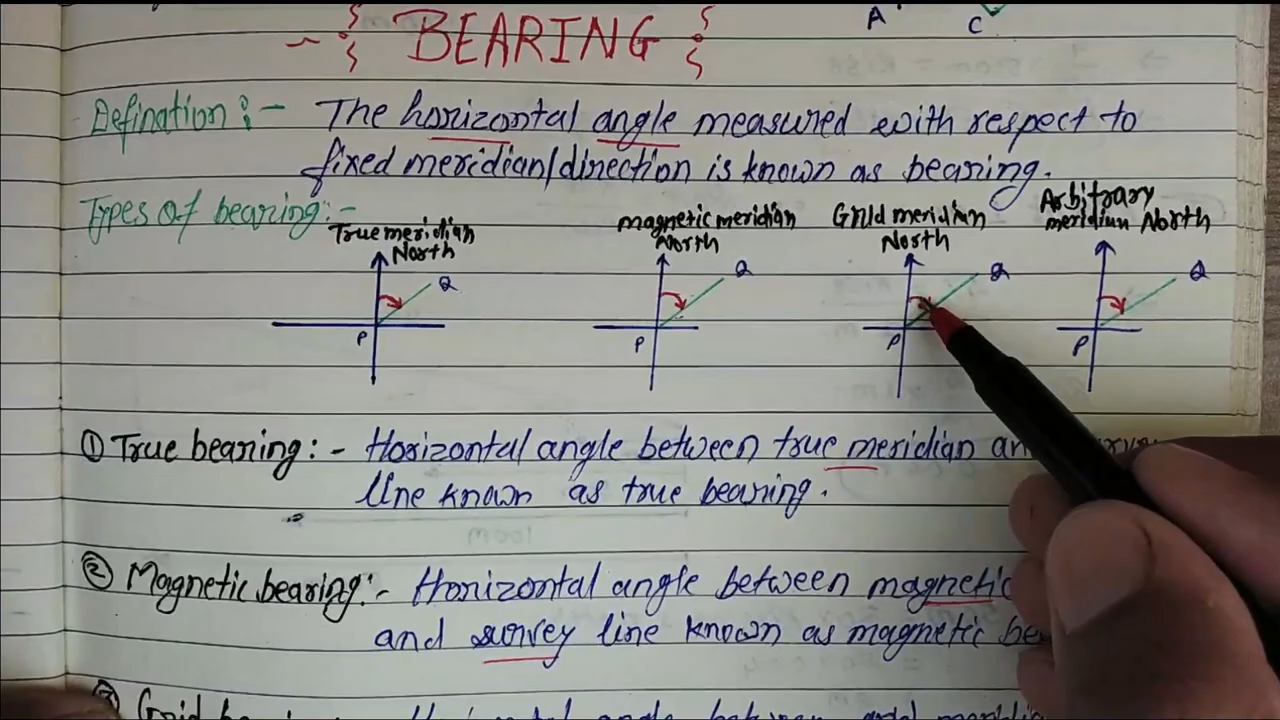 A C
BEARING
Defination :- The horizontal angle measured with respect to
fixed meridian/direction is known as bearing.
Types Of bearing:-
True meridian
North
magnetic meridian
North
Grid meridian
North
Arbitrary
meridian North
Q Q Q Q
P P P P
① True bearing :- Horizontal angle between true meridian
line known as true bearing.
② Magnetic bearing :- Horizontal angle between magnetic
and survey line known as magnetic
③ Grid